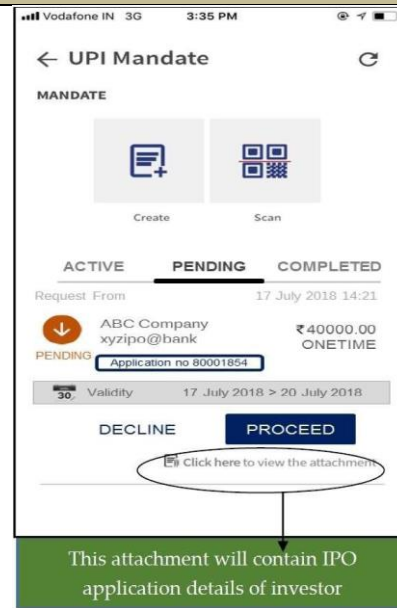 Vodafone IN 3G 3:35 PM
← UPI Mandate
MANDATE
Create Scan
ACTIVE PENDING COMPLETED
Request From 17 July 2018 14:21
ABC Company ₹40000.00
xyzipo@bank ONETIME
PENDING Application no 80001854
30 Validity 17 July 2018 > 20 July 2018
DECLINE PROCEED
Click here to view the attachment
This attachment will contain IPO
application details of investor